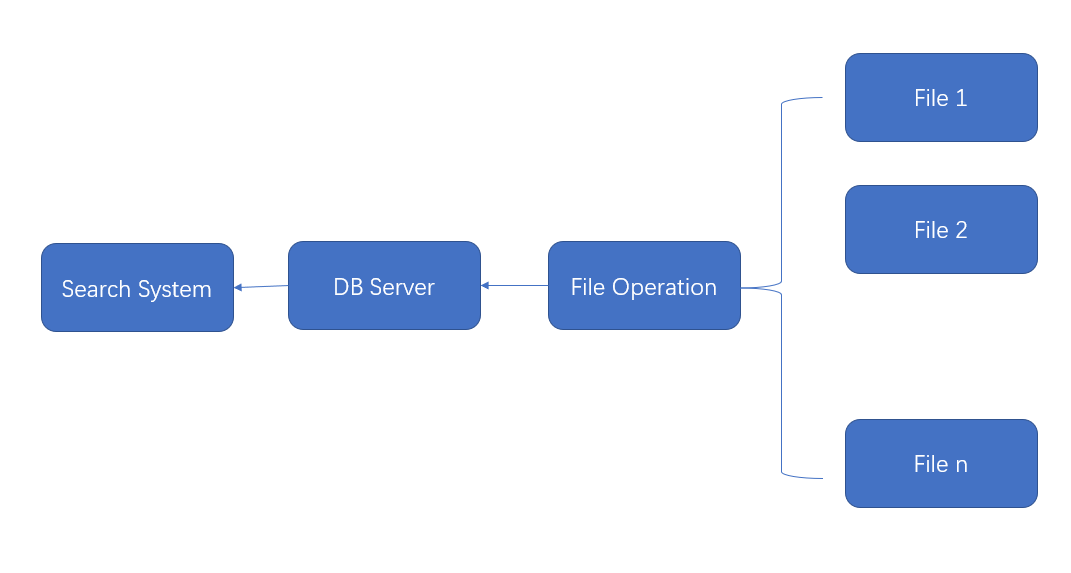 File 1
File 2
Search System
DB Server
File Operation
File n